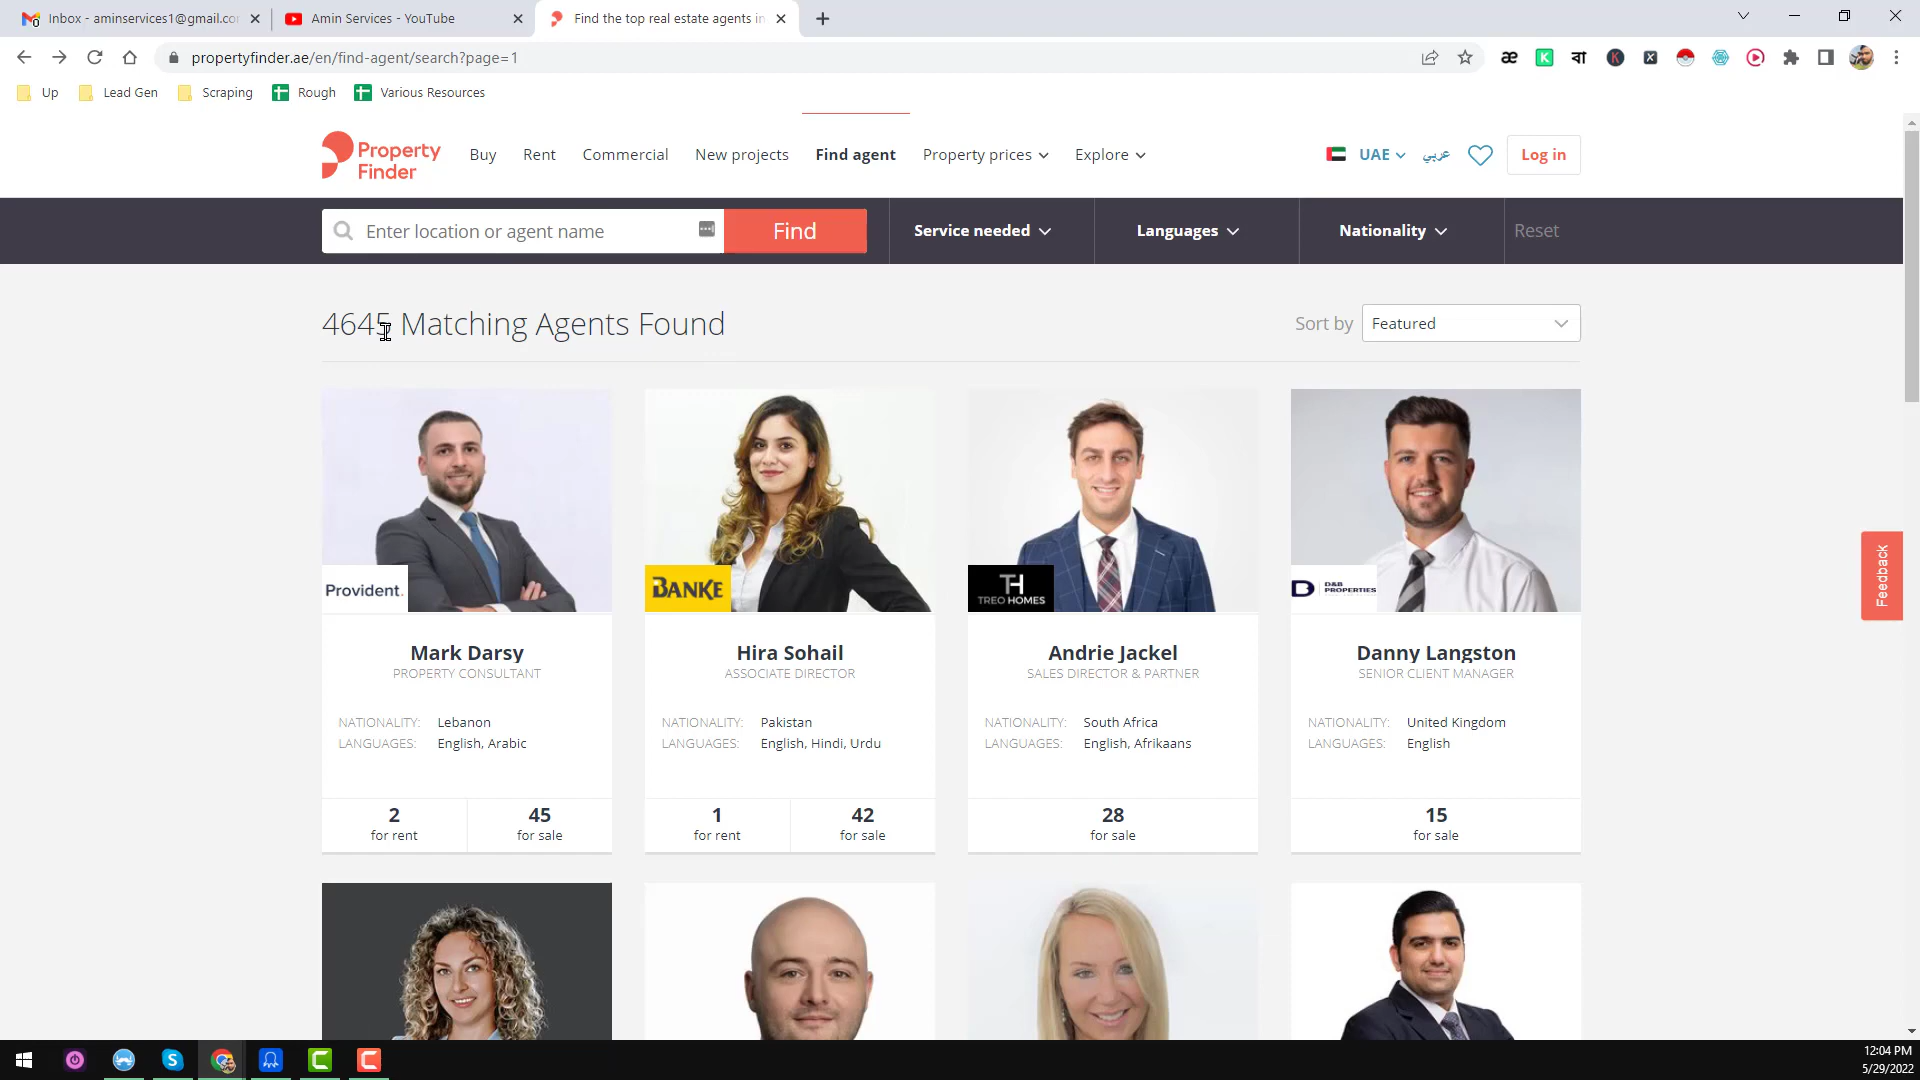 Inbox - aminservices1@gmail.co
Amin Services - YouTube
Find the top real estate agents in
propertyfinder.ae/en/find-agent/search?page=1
Up
Lead Gen
Scraping
Rough
Various Resources
Property
Finder
Buy
Rent
Commercial
New projects
Find agent
Property prices
Explore
UAE
عربي
Log in
Enter location or agent name
Find
Service needed
Languages
Nationality
Reset
4645 Matching Agents Found
Sort by
Featured
Provident.
BANKE
TH
TREO HOMES
D&B
PROPERTIES
Mark Darsy
PROPERTY CONSULTANT
NATIONALITY: Lebanon
LANGUAGES: English, Arabic
2
for rent
45
for sale
Hira Sohail
ASSOCIATE DIRECTOR
NATIONALITY: Pakistan
LANGUAGES: English, Hindi, Urdu
1
for rent
42
for sale
Andrie Jackel
SALES DIRECTOR & PARTNER
NATIONALITY: South Africa
LANGUAGES: English, Afrikaans
28
for sale
Danny Langston
SENIOR CLIENT MANAGER
NATIONALITY: United Kingdom
LANGUAGES: English
15
for sale
Feedback
12:04 PM
5/29/2022